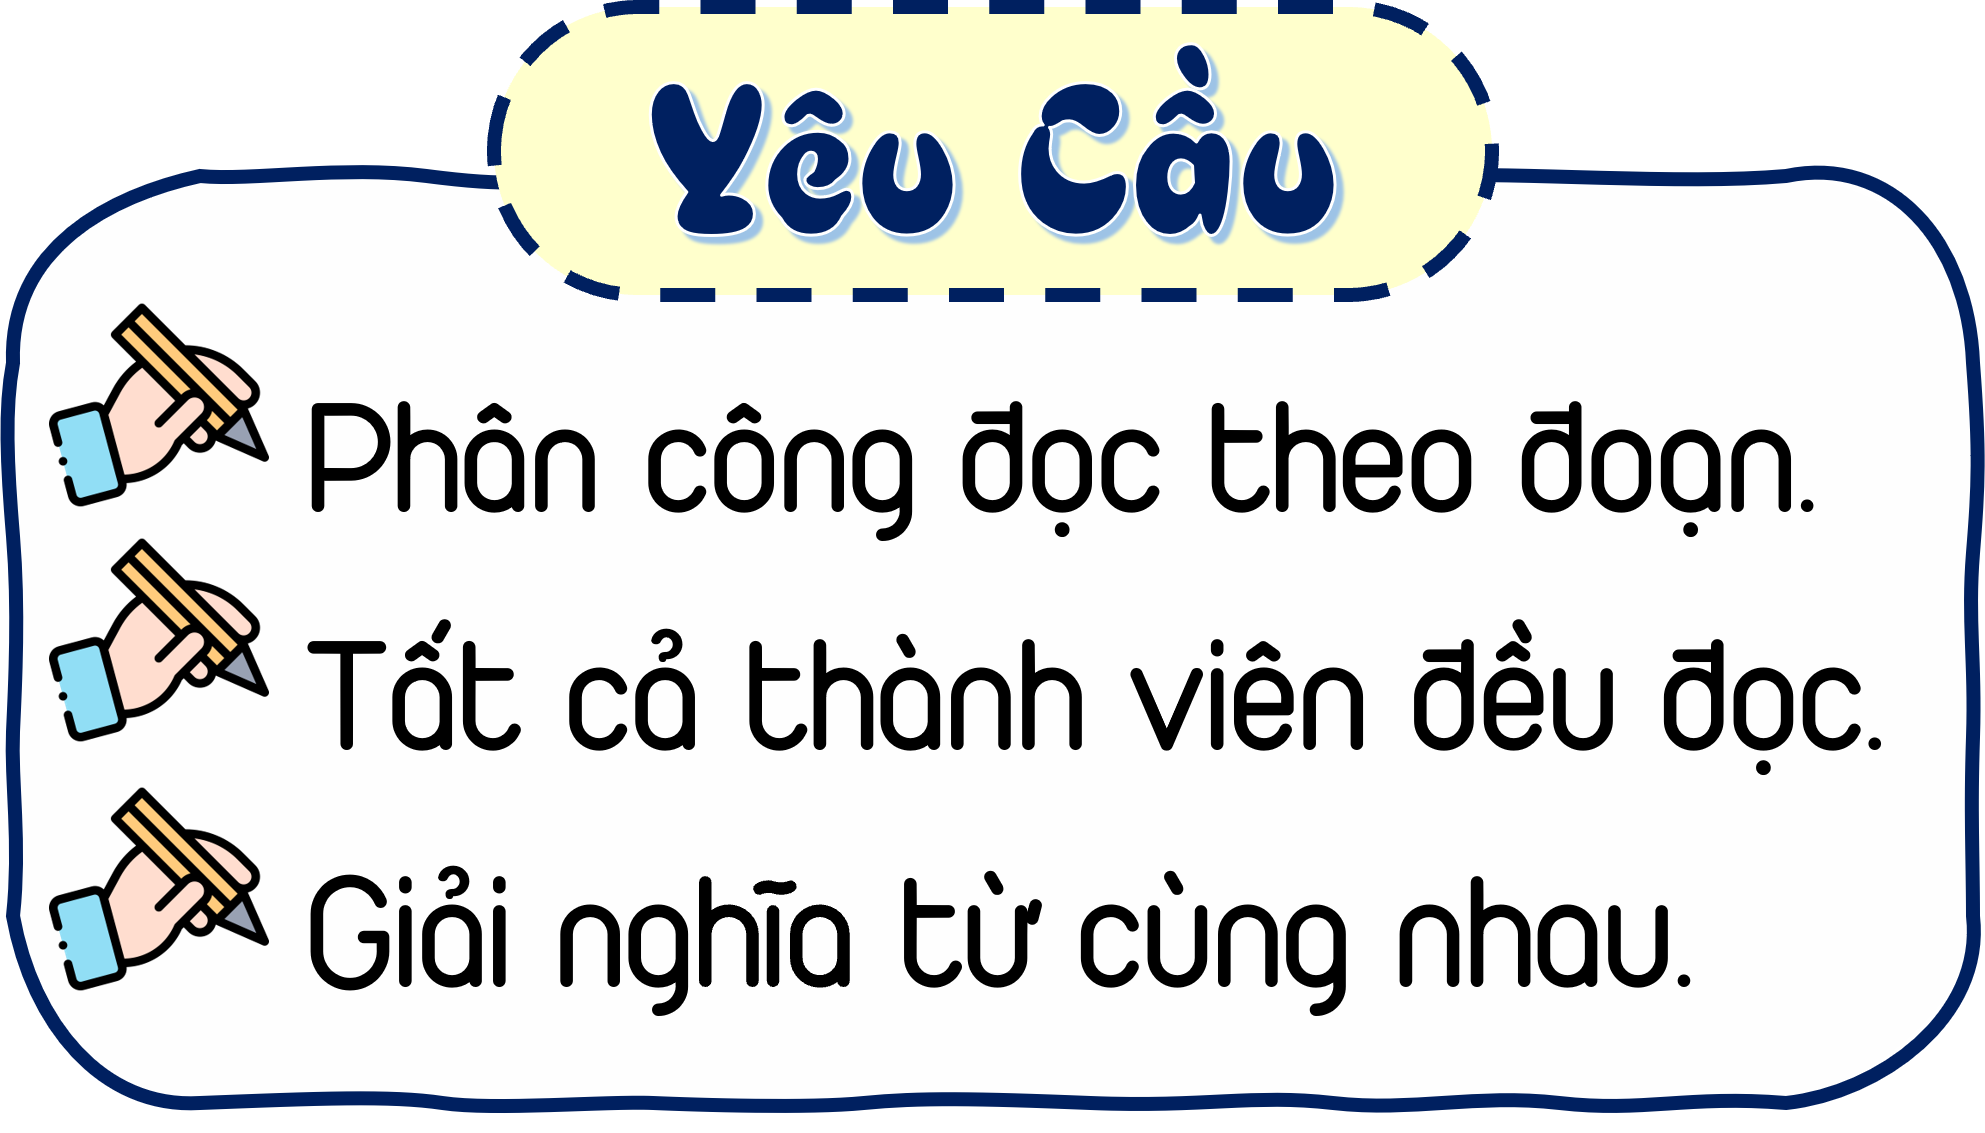 Yêu Cầu
Phân công đọc theo đoạn.
Tất cả thành viên đều đọc.
Giải nghĩa từ cùng nhau.